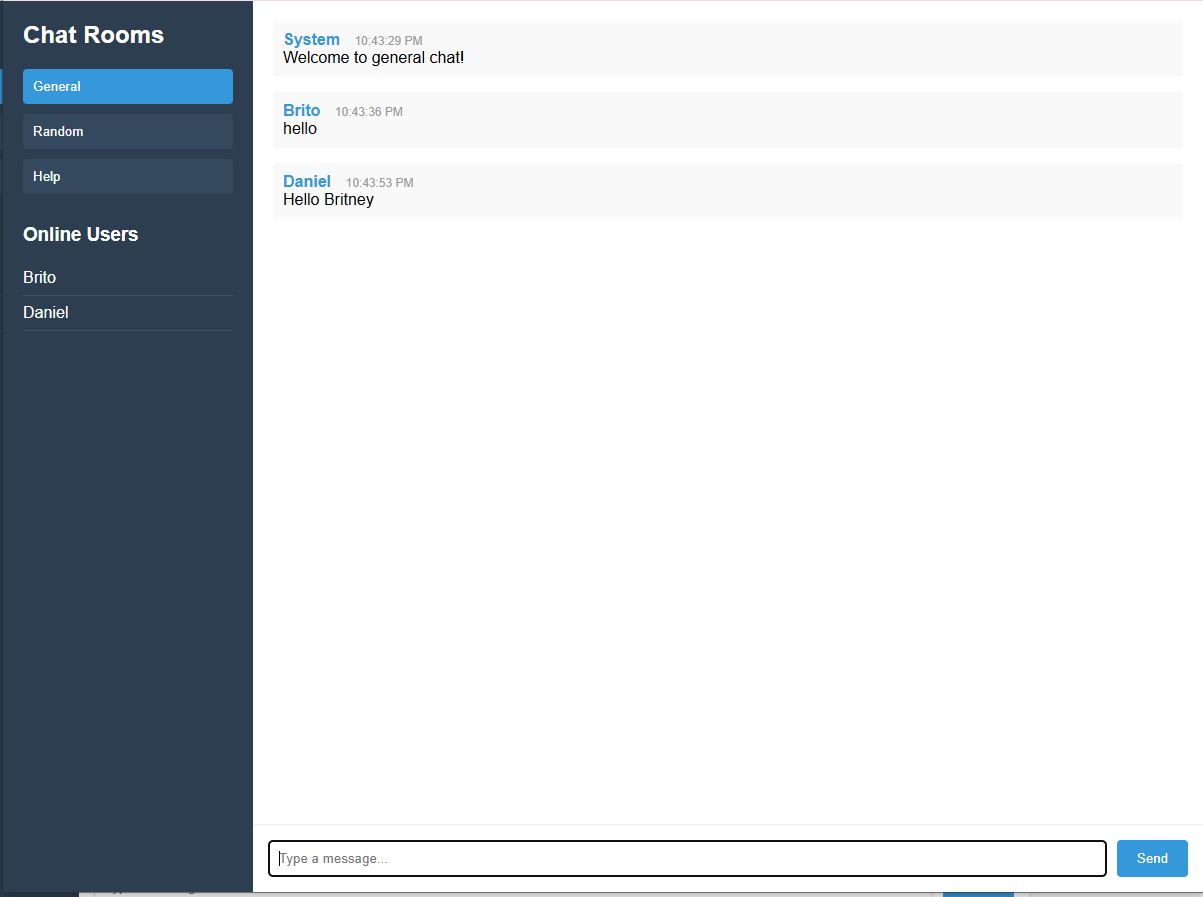 Chat Rooms
General
Random
Help
Online Users
Brito
Daniel
System 10:43:29 PM
Welcome to general chat!
Brito 10:43:36 PM
hello
Daniel 10:43:53 PM
Hello Britney
Type a message...
Send